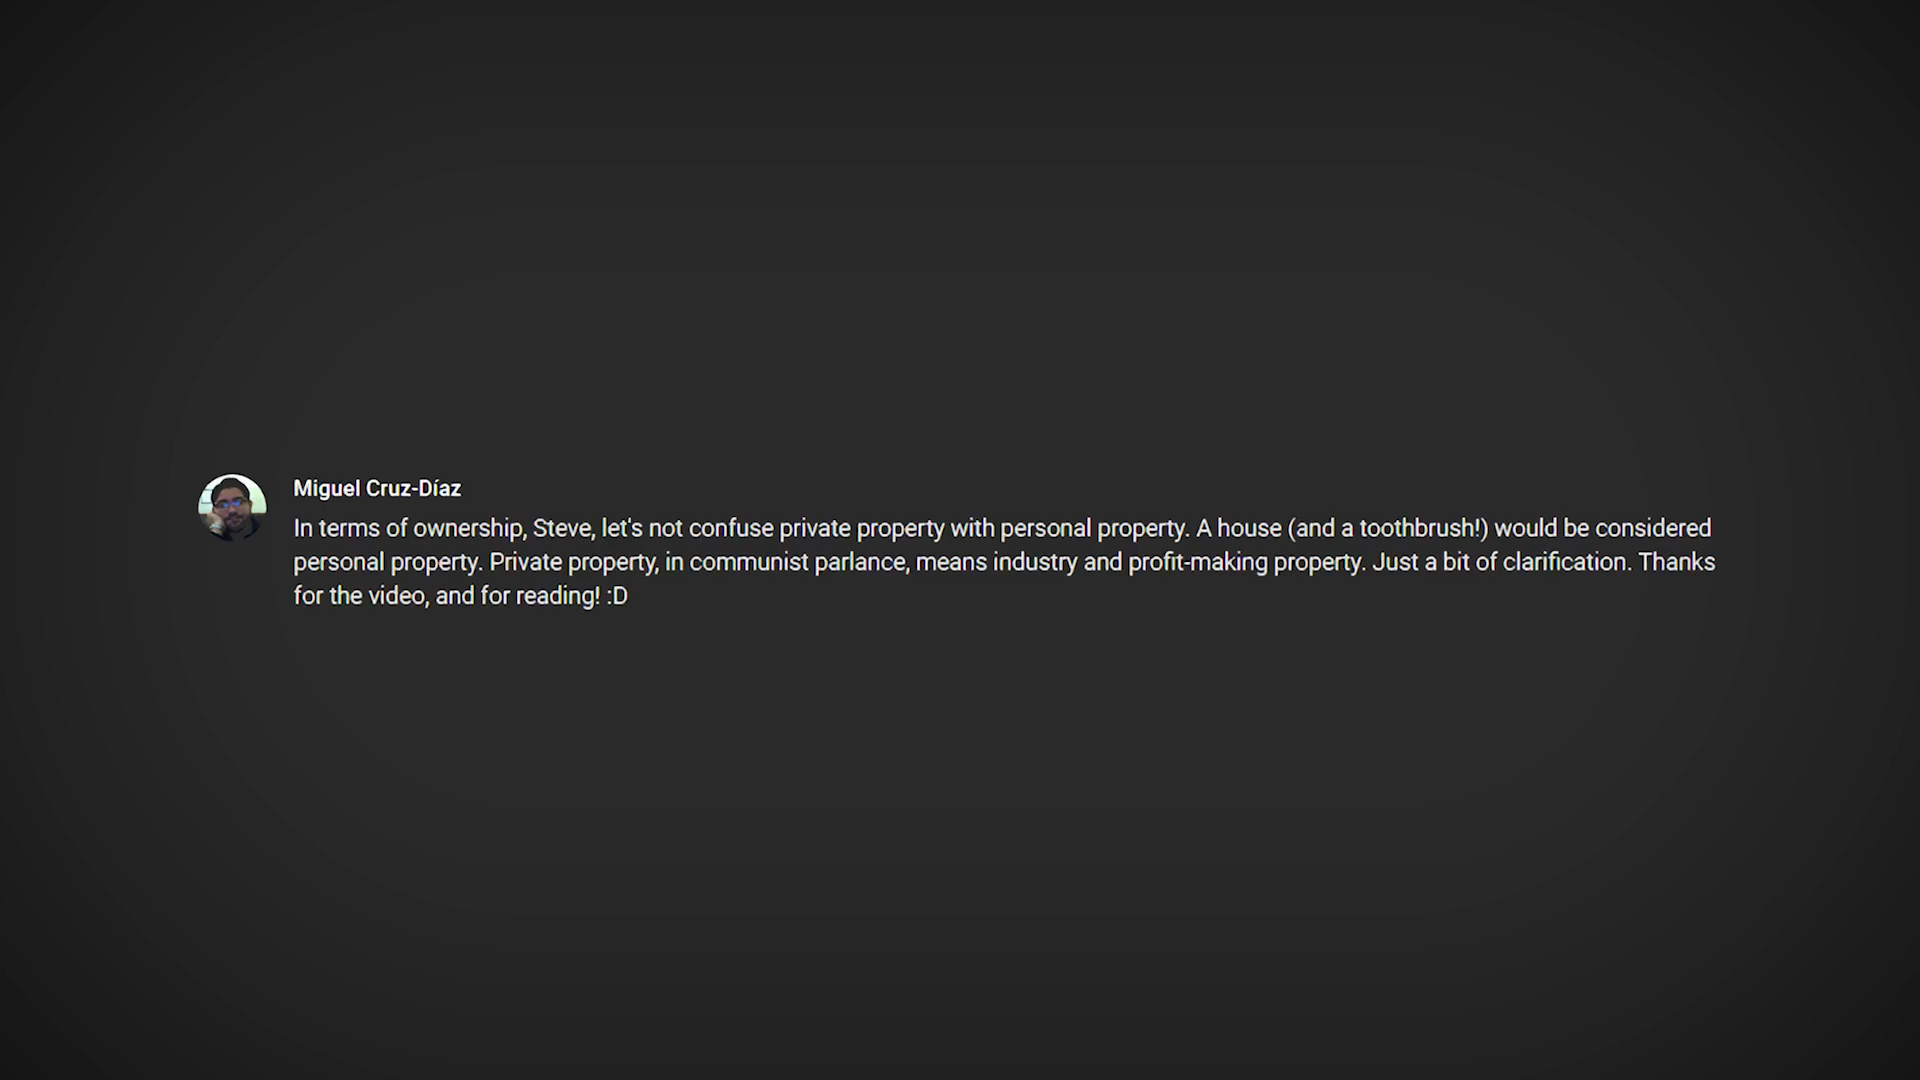 Miguel Cruz-Díaz
In terms of ownership, Steve, let's not confuse private property with personal property. A house (and a toothbrush!) would be considered
personal property. Private property, in communist parlance, means industry and profit-making property. Just a bit of clarification. Thanks
for the video, and for reading! :D